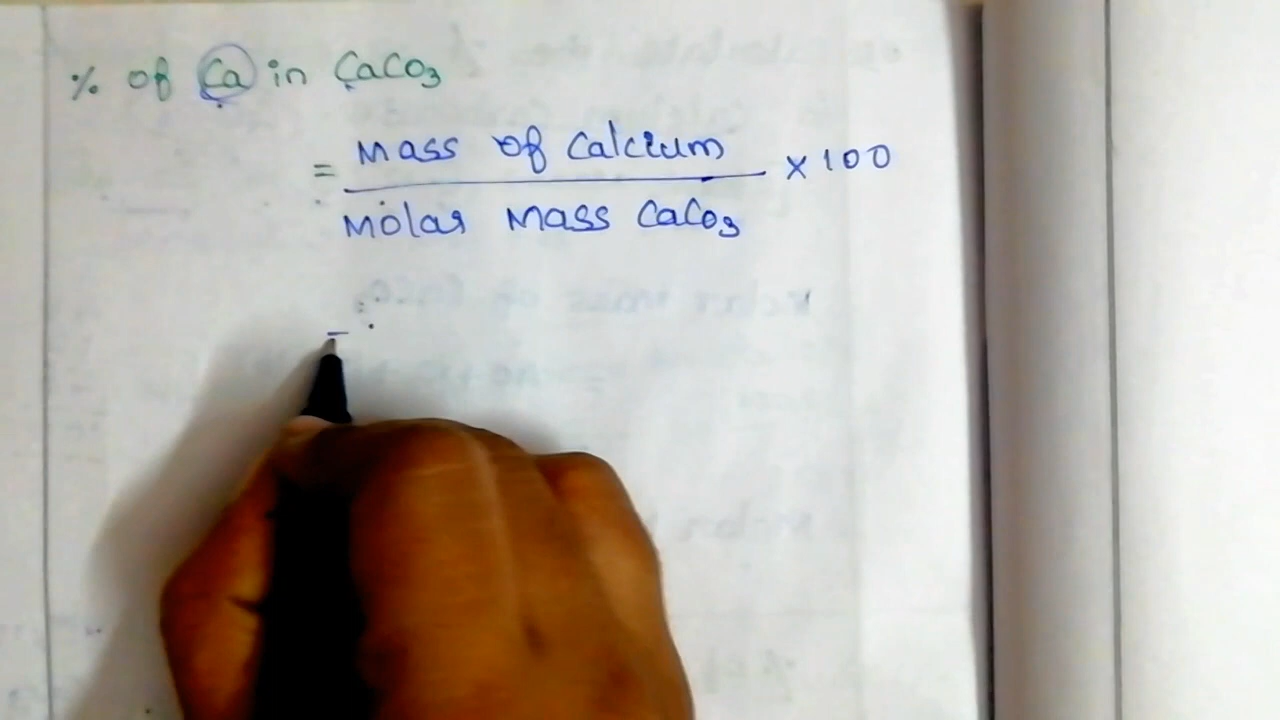 % of Ca in CaCO3
= Mass of Calcium × 100
Molar Mass CaCO3